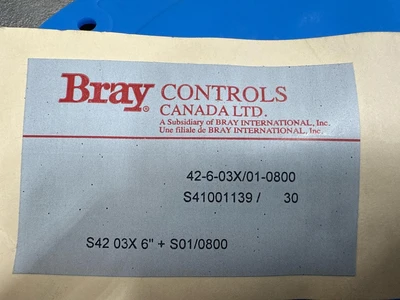 Bray® CONTROLS
CANADA LTD.
A Subsidiary of BRAY INTERNATIONAL, Inc.
Une filiale de BRAY INTERNATIONAL, Inc.
42-6-03X/01-0800
S41001139 / 30
S42 03X 6" + S01/0800